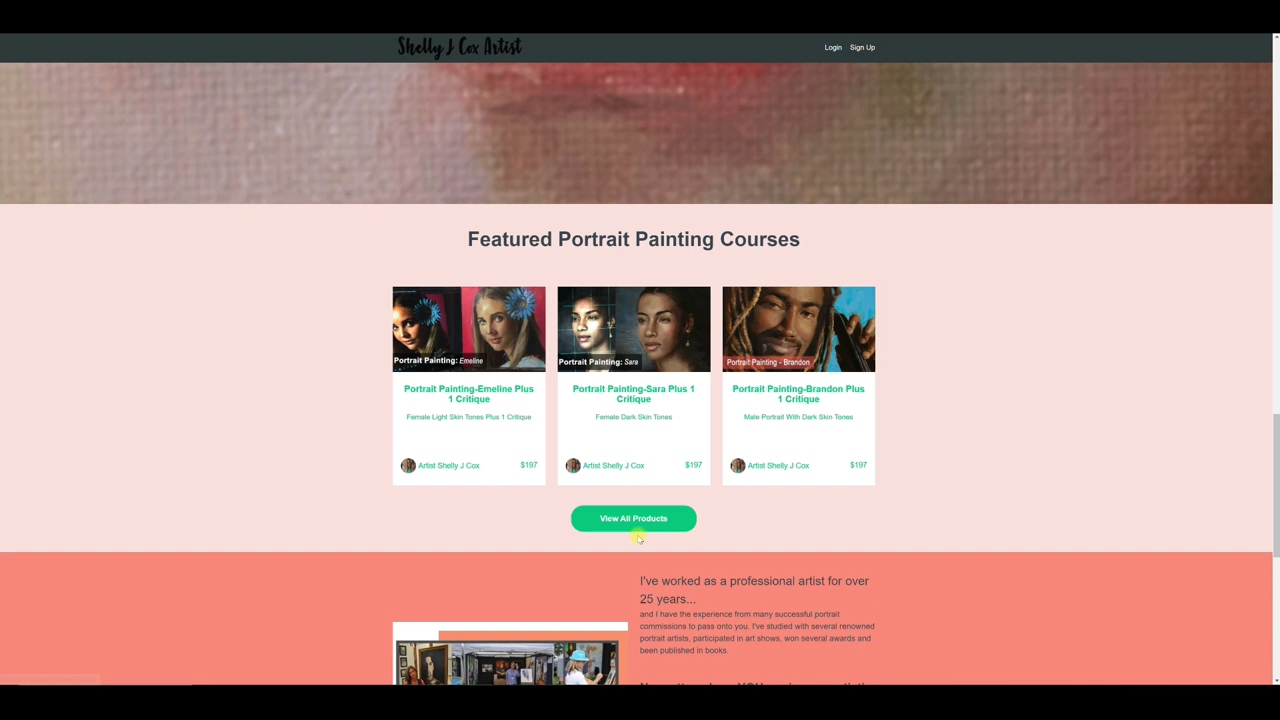 Shelly J Cox Artist
Login Sign Up
Featured Portrait Painting Courses
Portrait Painting: Emeline
Portrait Painting: Sara
Portrait Painting - Brandon
Portrait Painting-Emeline Plus
1 Critique
Female Light Skin Tones Plus 1 Critique
Artist Shelly J Cox $197
Portrait Painting-Sara Plus 1
Critique
Female Dark Skin Tones
Artist Shelly J Cox $197
Portrait Painting-Brandon Plus
1 Critique
Male Portrait With Dark Skin Tones
Artist Shelly J Cox $197
View All Products
I've worked as a professional artist for over
25 years...
and I have the experience from many successful portrait
commissions to pass onto you. I've studied with several renowned
portrait artists, participated in art shows, won several awards and
been published in books.